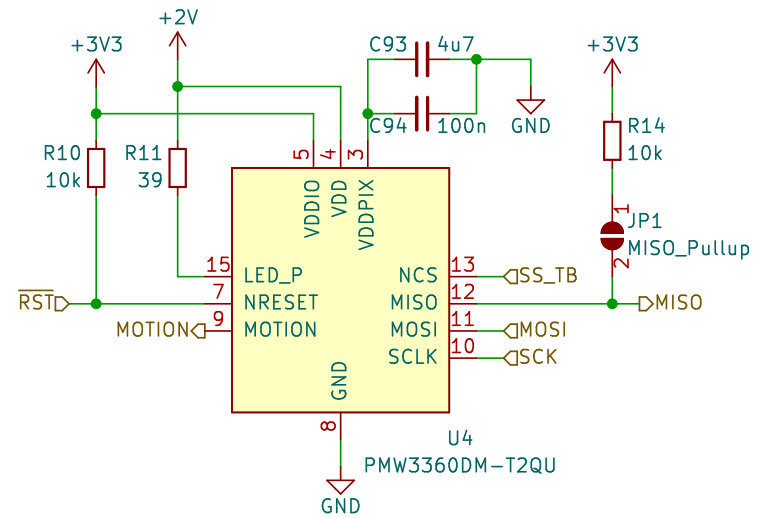 +2V
+3V3
C93 4u7
+3V3
C94 100n
GND
R10
10k
R11
39
R14
10k
5
4
3
VDDIO
VDD
VDDPIX
1
JP1
MISO_Pullup
2
15
LED_P
NCS
13
SS_TB
RST
7
NRESET
MISO
12
MISO
MOTION
9
MOTION
MOSI
11
MOSI
SCLK
10
SCK
GND
8
U4
PMW3360DM-T2QU
GND